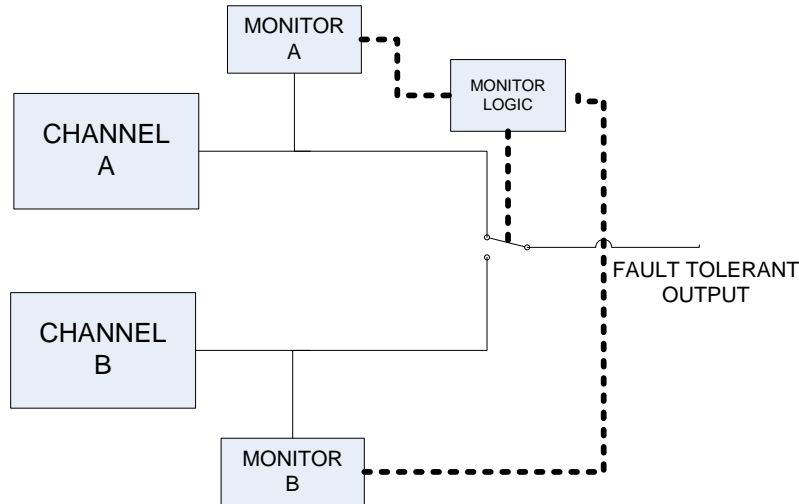 MONITOR
A
MONITOR
LOGIC
CHANNEL
A
FAULT TOLERANT
OUTPUT
CHANNEL
B
MONITOR
B